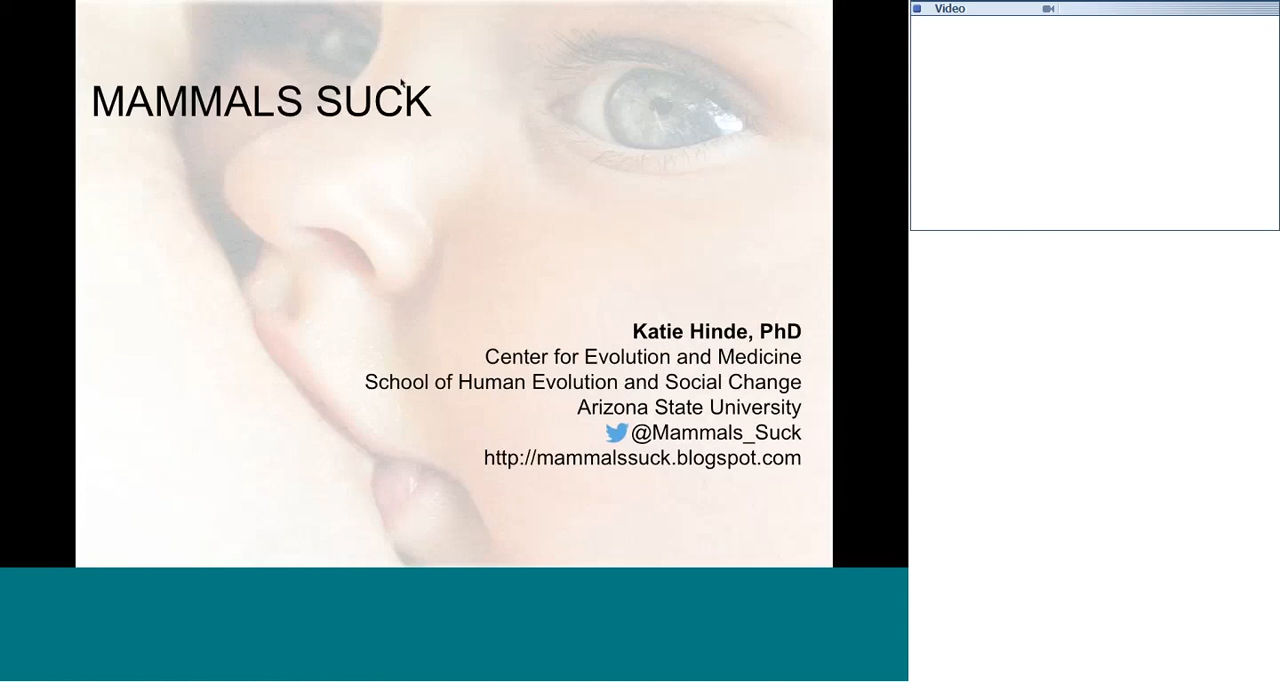 Video
MAMMALS SUCK
Katie Hinde, PhD
Center for Evolution and Medicine
School of Human Evolution and Social Change
Arizona State University
@Mammals_Suck
http://mammalssuck.blogspot.com